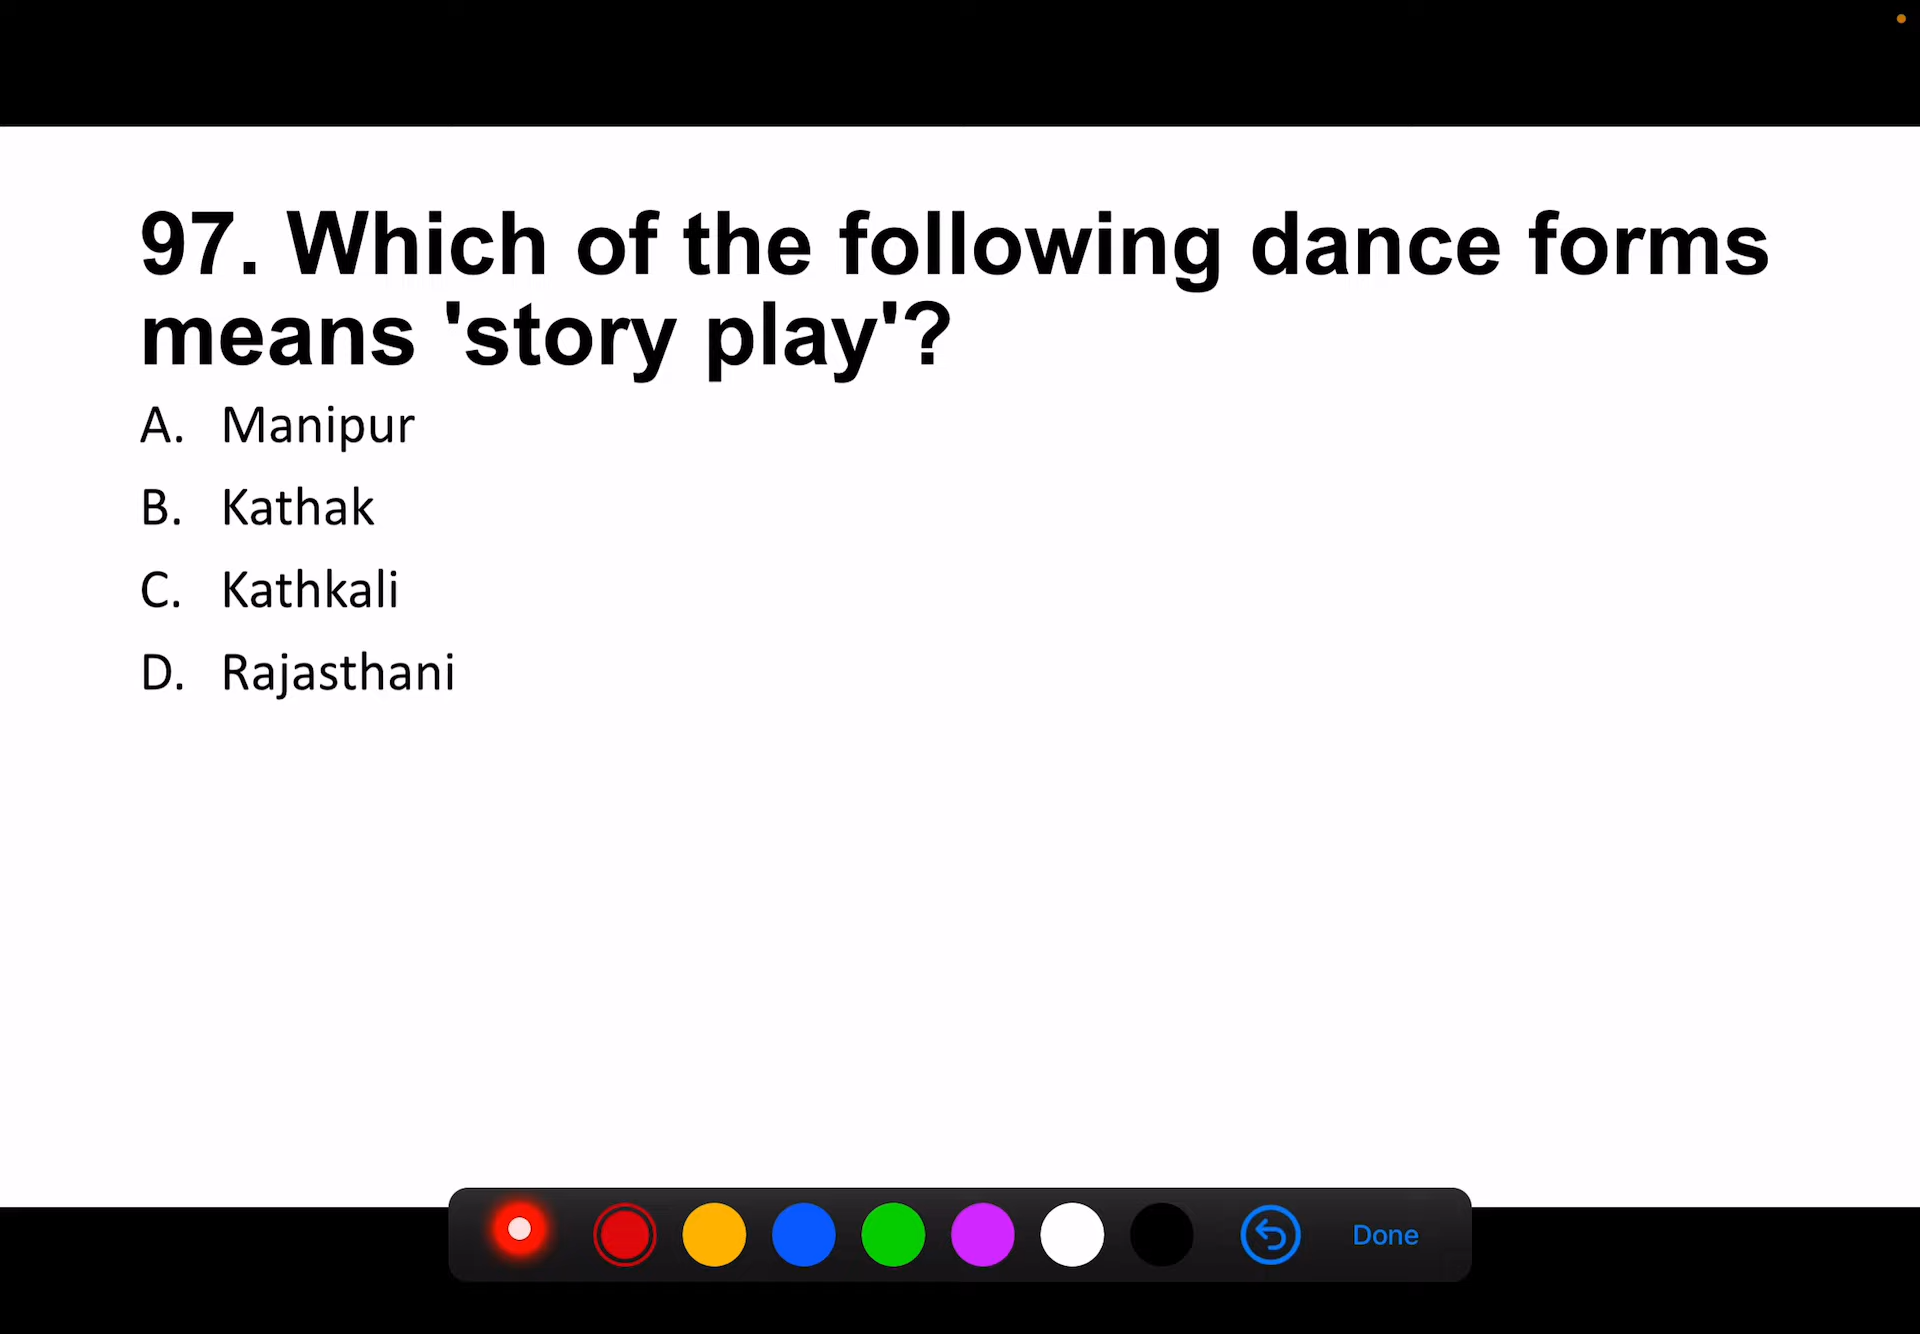 97. Which of the following dance forms
means 'story play'?
A. Manipur
B. Kathak
C. Kathkali
D. Rajasthani
Done